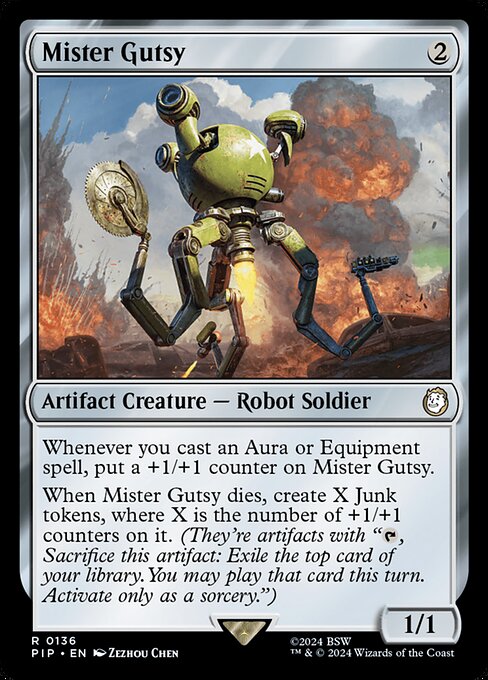 Mister Gutsy 2
Artifact Creature — Robot Soldier
Whenever you cast an Aura or Equipment
spell, put a +1/+1 counter on Mister Gutsy.
When Mister Gutsy dies, create X Junk
tokens, where X is the number of +1/+1
counters on it. (They're artifacts with “,
Sacrifice this artifact: Exile the top card of
your library. You may play that card this turn.
Activate only as a sorcery.”)
1/1
R 0136
PIP • EN Zezhou Chen
©2024 BSW
™ & © 2024 Wizards of the Coast